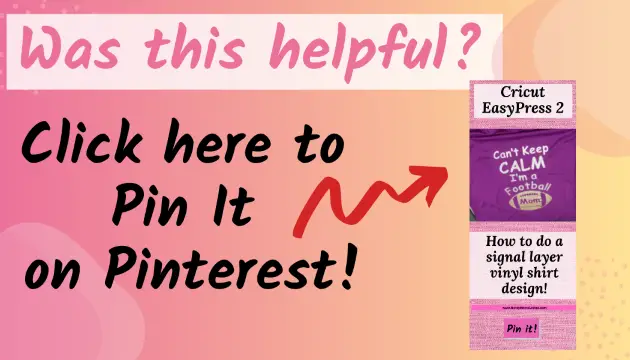 Was this helpful?
Click here to
Pin It
on Pinterest!
Cricut
EasyPress 2
Can't Keep
CALM
I'm a
Football
Mom
How to do a
signal layer
vinyl shirt
design!
Pin it!